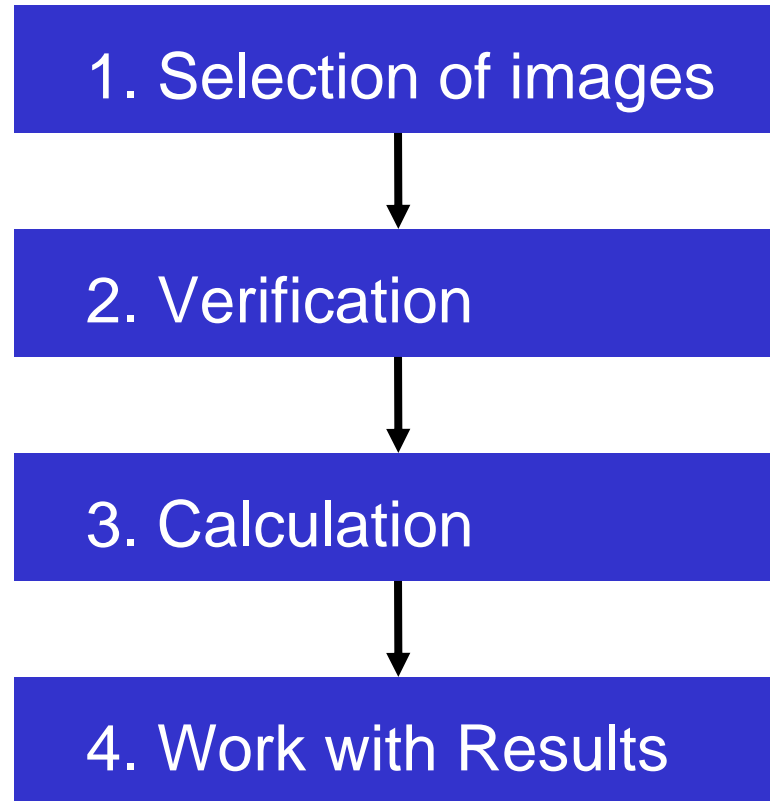 1. Selection of images
2. Verification
3. Calculation
4. Work with Results